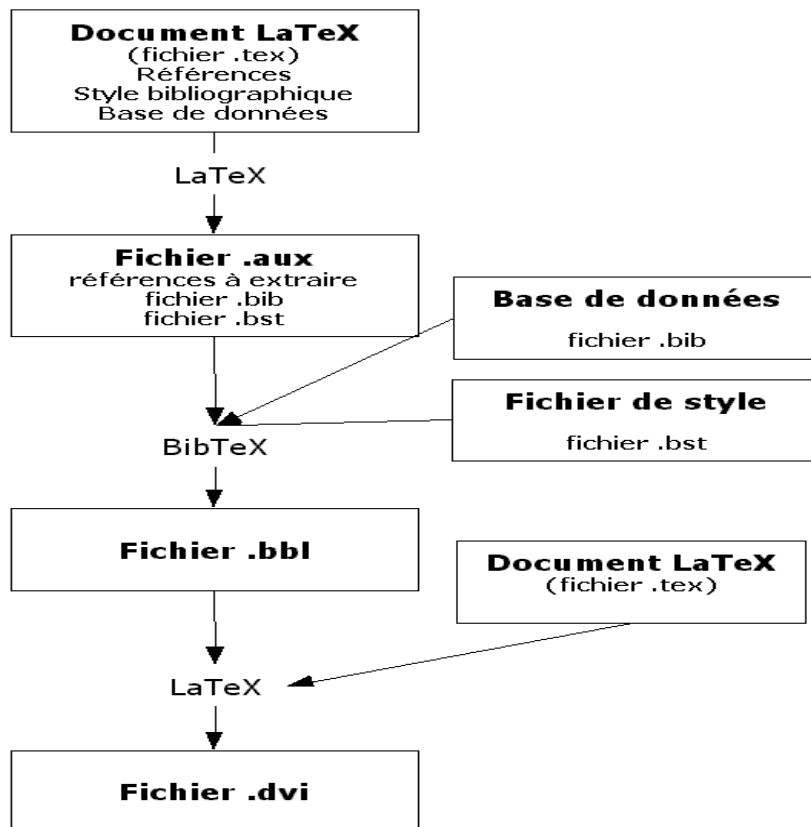 Document LaTeX
(fichier .tex)
Références
Style bibliographique
Base de données
LaTeX
Fichier .aux
références à extraire
fichier .bib
fichier .bst
Base de données
fichier .bib
Fichier de style
fichier .bst
BibTeX
Fichier .bbl
Document LaTeX
(fichier .tex)
LaTeX
Fichier .dvi